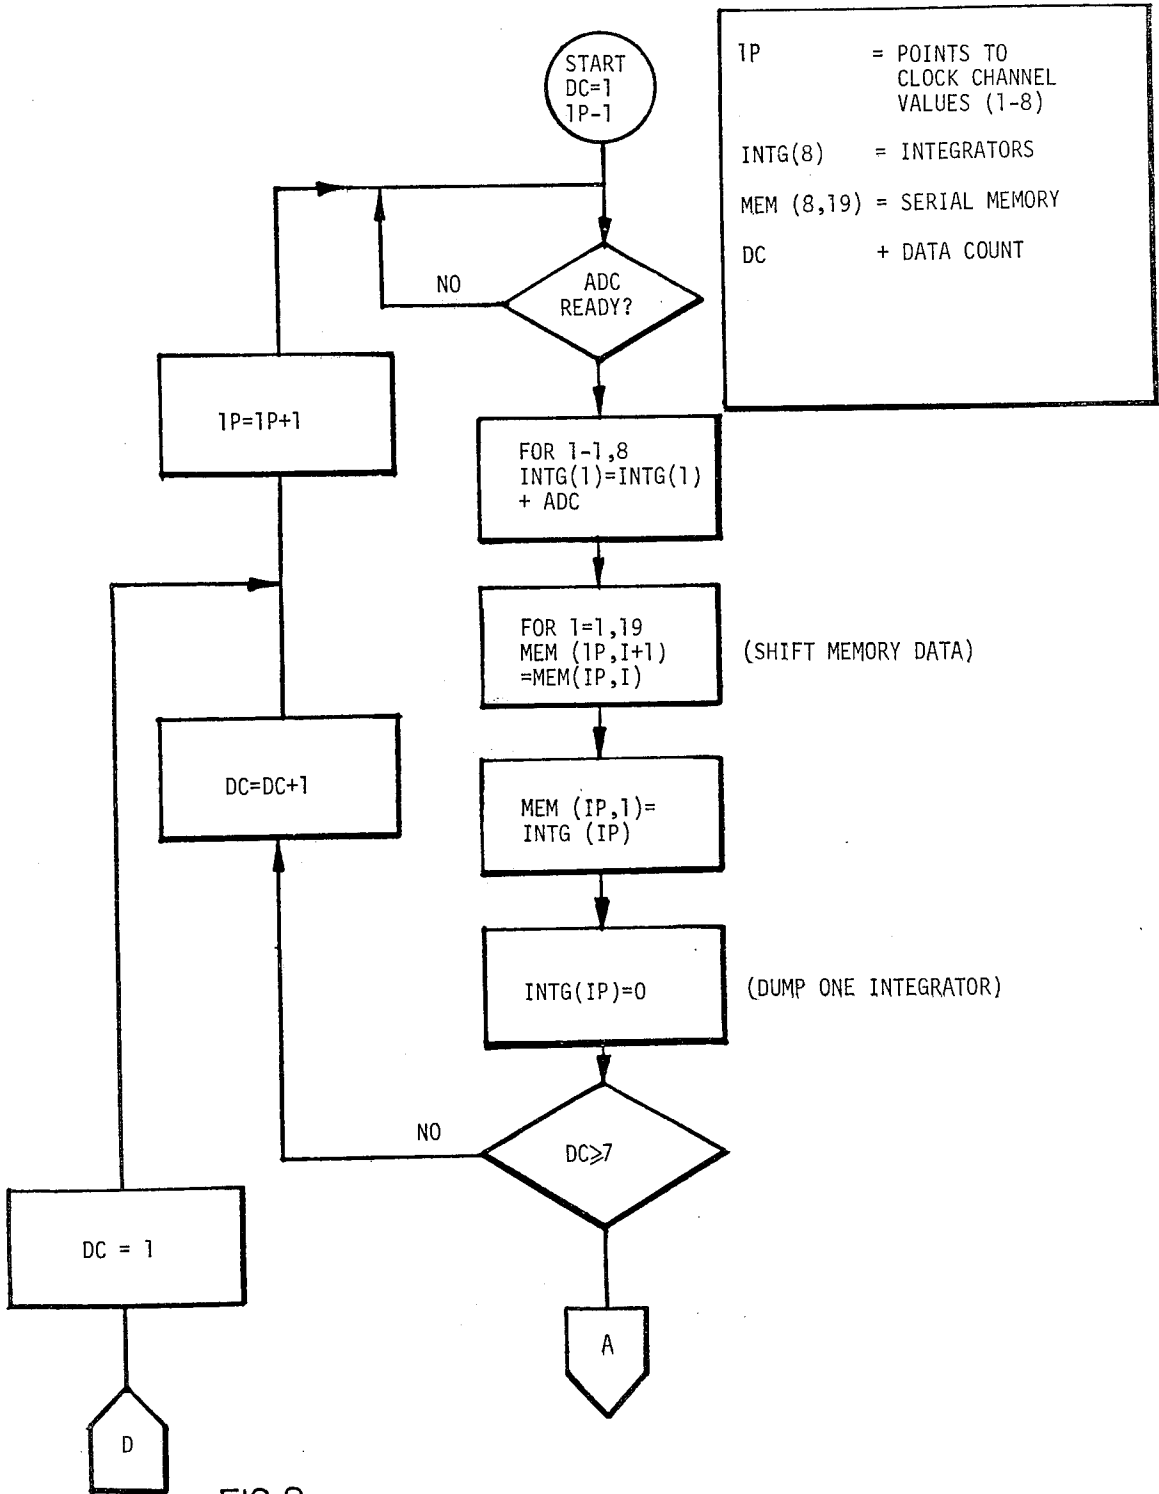 START
DC=1
1P-1
1P = POINTS TO
CLOCK CHANNEL
VALUES (1-8)
INTG(8) = INTEGRATORS
MEM (8,19) = SERIAL MEMORY
DC + DATA COUNT
ADC
READY?
NO
1P=1P+1
FOR 1-1,8
INTG(1)=INTG(1)
+ ADC
FOR 1=1,19
MEM (1P,I+1)
=MEM(IP,I)
(SHIFT MEMORY DATA)
DC=DC+1
MEM (IP,1)=
INTG (IP)
INTG(IP)=0
(DUMP ONE INTEGRATOR)
NO
DC⩾7
DC = 1
A
D